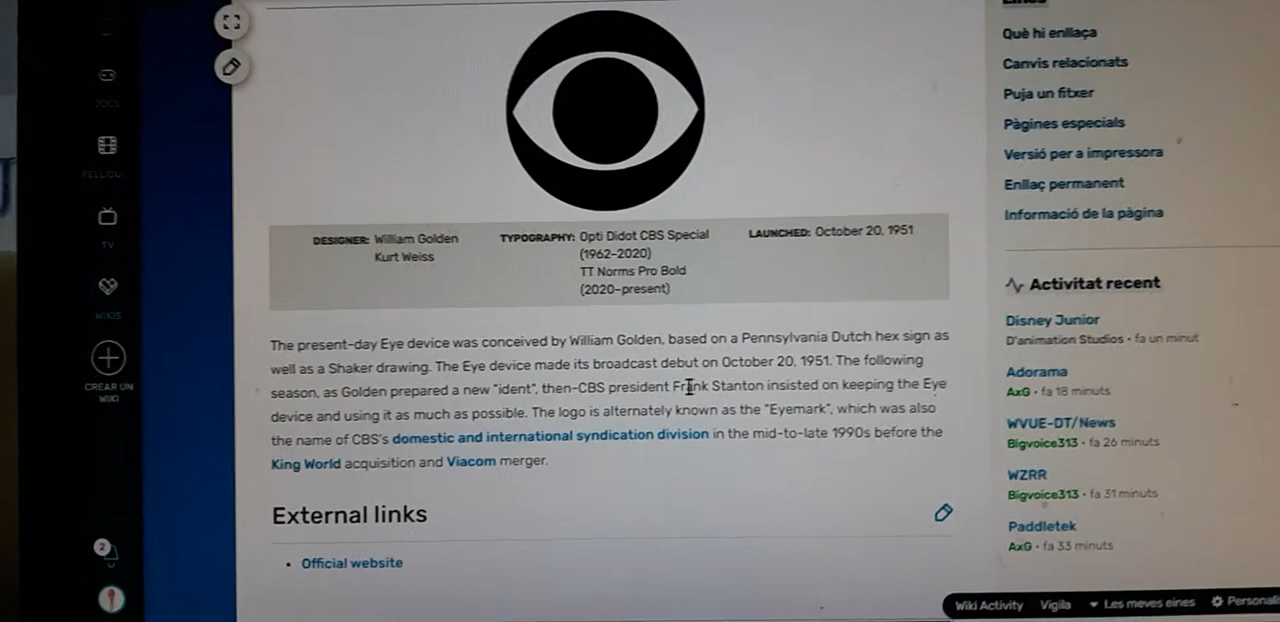 JOCS
TV
WIKIS
CREAR UN
WIKI
2
DESIGNER: William Golden
Kurt Weiss
TYPOGRAPHY: Opti Didot CBS Special
(1962-2020)
TT Norms Pro Bold
(2020-present)
LAUNCHED: October 20, 1951
The present-day Eye device was conceived by William Golden, based on a Pennsylvania Dutch hex sign as
well as a Shaker drawing. The Eye device made its broadcast debut on October 20, 1951. The following
season, as Golden prepared a new "ident", then-CBS president Frank Stanton insisted on keeping the Eye
device and using it as much as possible. The logo is alternately known as the "Eyemark", which was also
the name of CBS's domestic and international syndication division in the mid-to-late 1990s before the
King World acquisition and Viacom merger.
External links
• Official website
Què hi enllaça
Canvis relacionats
Puja un fitxer
Pàgines especials
Versió per a impressora
Enllaç permanent
Informació de la pàgina
Activitat recent
Disney Junior
D'animation Studios • fa un minut
Adorama
AxG • fa 18 minuts
WVUE-DT/News
Bigvoice313 • fa 26 minuts
WZRR
Bigvoice313 • fa 31 minuts
Paddletek
AxG • fa 33 minuts
Wiki Activity Vigila Les meves eines